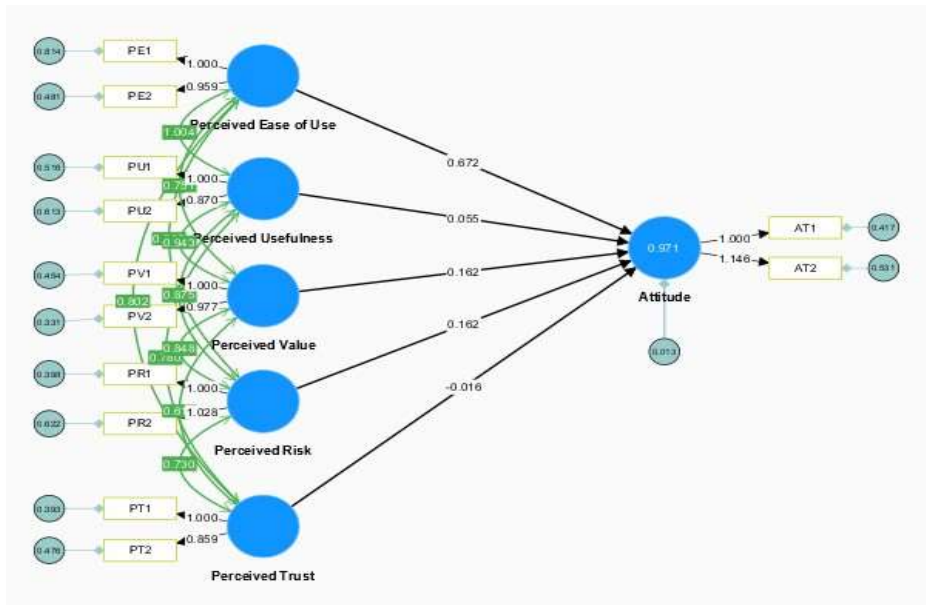 0.814
PE1
1.000
0.481
PE2
0.959
Perceived Ease of Use
1.004
0.672
0.516
PU1
1.000
0.613
PU2
0.870
Perceived Usefulness
0.943
0.055
0.417
AT1
1.000
0.971
0.531
AT2
1.146
Attitude
0.454
PV1
1.000
0.875
0.162
0.802
0.331
PV2
0.977
Perceived Value
0.848
0.162
0.013
0.398
PR1
1.000
0.622
PR2
1.028
Perceived Risk
-0.016
0.730
0.393
PT1
1.000
0.476
PT2
0.859
Perceived Trust